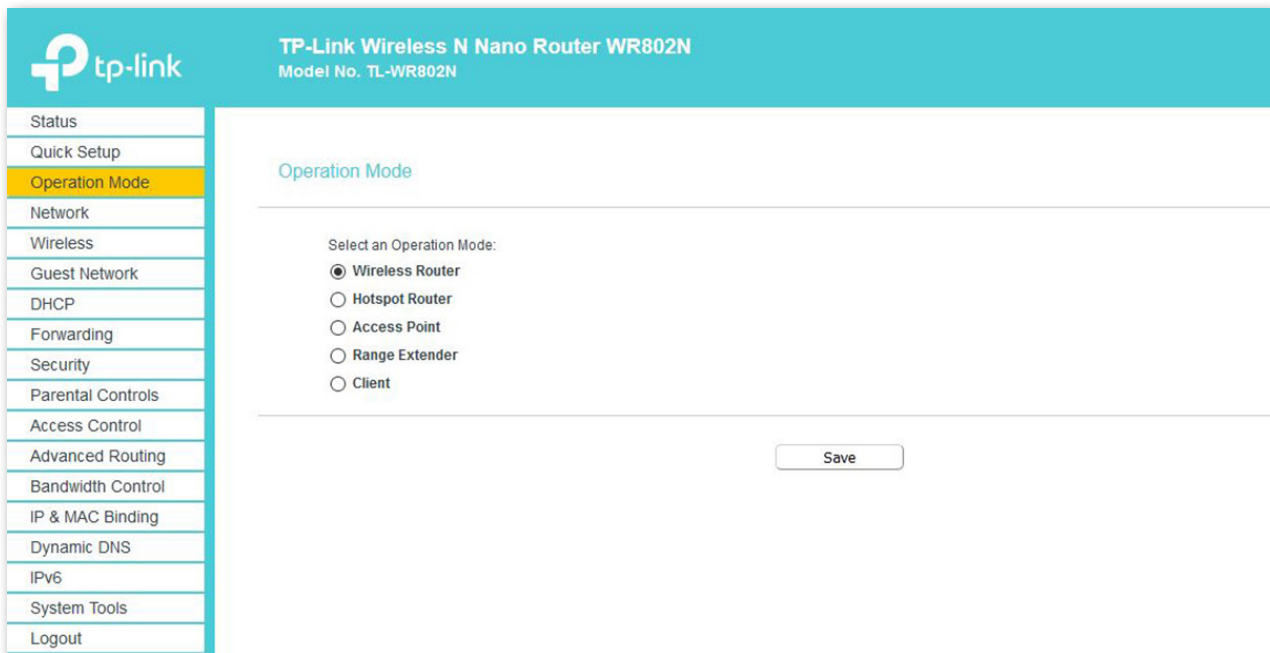 tp-link
TP-Link Wireless N Nano Router WR802N
Model No. TL-WR802N
Status
Quick Setup
Operation Mode
Network
Wireless
Guest Network
DHCP
Forwarding
Security
Parental Controls
Access Control
Advanced Routing
Bandwidth Control
IP & MAC Binding
Dynamic DNS
IPv6
System Tools
Logout
Operation Mode
Select an Operation Mode:
Wireless Router
Hotspot Router
Access Point
Range Extender
Client
Save